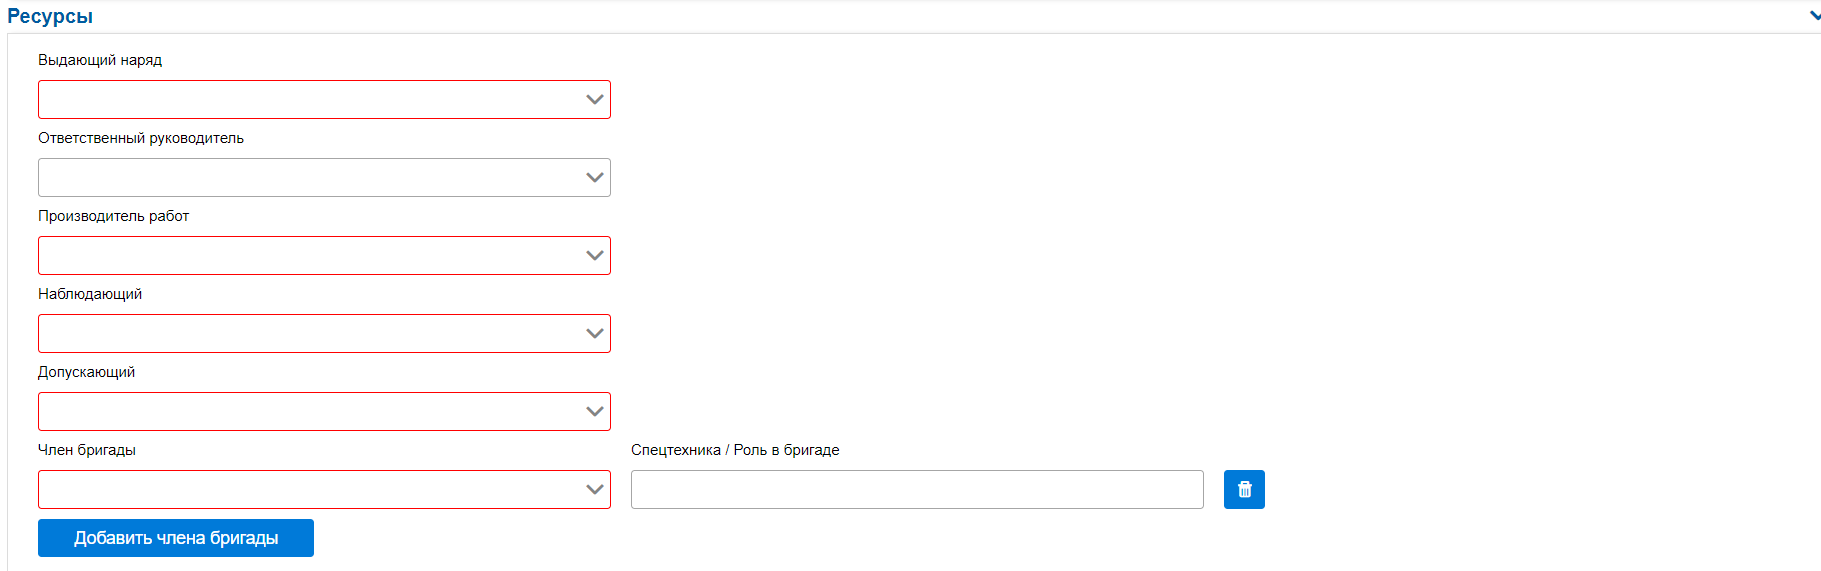 Ресурсы
Выдающий наряд
Ответственный руководитель
Производитель работ
Наблюдающий
Допускающий
Член бригады
Спецтехника / Роль в бригаде
Добавить члена бригады